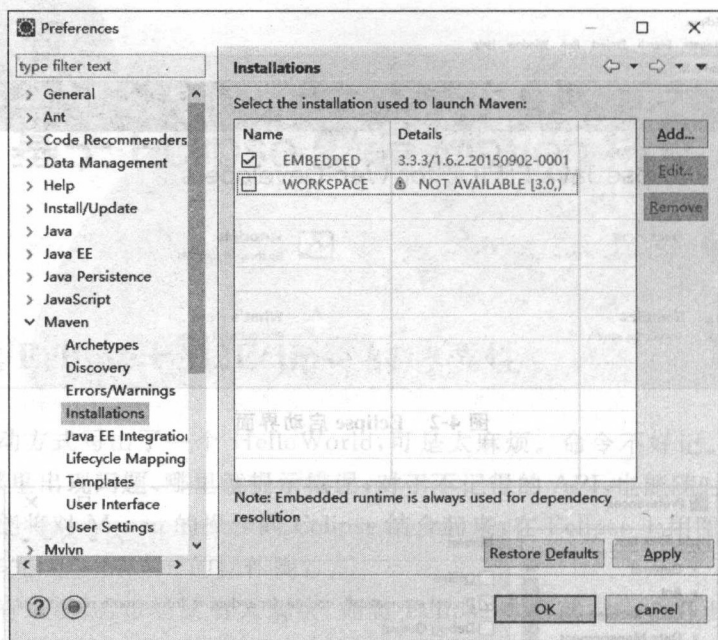 Preferences
type filter text
Installations
General
Ant
Code Recommenders
Data Management
Help
Install/Update
Java
Java EE
Java Persistence
JavaScript
Maven
Archetypes
Discovery
Errors/Warnings
Installations
Java EE Integration
Lifecycle Mapping
Templates
User Interface
User Settings
Mylyn
Select the installation used to launch Maven:
Name Details
EMBEDDED 3.3.3/1.6.2.20150902-0001
WORKSPACE NOT AVAILABLE [3.0,)
Add...
Edit...
Remove
Note: Embedded runtime is always used for dependency
resolution
Restore Defaults Apply
OK Cancel